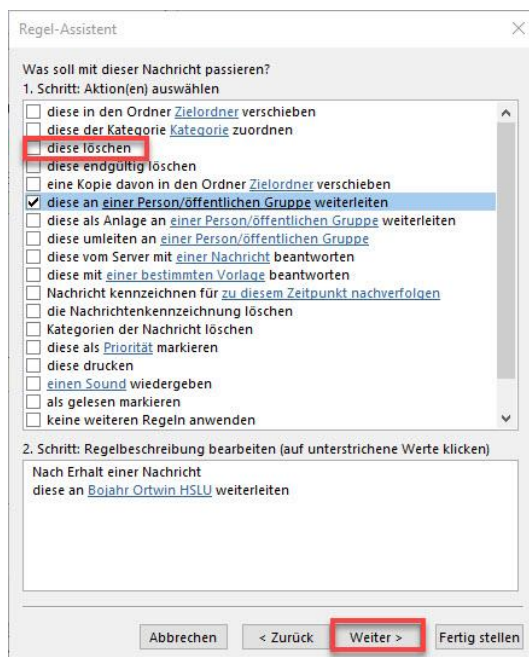 Regel-Assistent
Was soll mit dieser Nachricht passieren?
1. Schritt: Aktion(en) auswählen
diese in den Ordner Zielordner verschieben
diese der Kategorie Kategorie zuordnen
diese löschen
diese endgültig löschen
eine Kopie davon in den Ordner Zielordner verschieben
diese an einer Person/öffentlichen Gruppe weiterleiten
diese als Anlage an einer Person/öffentlichen Gruppe weiterleiten
diese umleiten an einer Person/öffentlichen Gruppe
diese vom Server mit einer Nachricht beantworten
diese mit einer bestimmten Vorlage beantworten
Nachricht kennzeichnen für zu diesem Zeitpunkt nachverfolgen
die Nachrichtenkennzeichnung löschen
Kategorien der Nachricht löschen
diese als Priorität markieren
diese drucken
einen Sound wiedergeben
als gelesen markieren
keine weiteren Regeln anwenden
2. Schritt: Regelbeschreibung bearbeiten (auf unterstrichene Werte klicken)
Nach Erhalt einer Nachricht
diese an Bojahr Ortwin HSLU weiterleiten
Abbrechen < Zurück Weiter > Fertig stellen